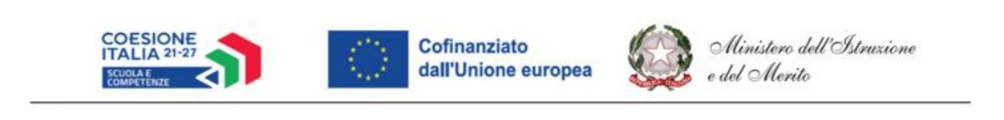 COESIONE
ITALIA 21-27
SCUOLA E
COMPETENZE
Cofinanziato
dall'Unione europea
Ministero dell'Istruzione
e del Merito